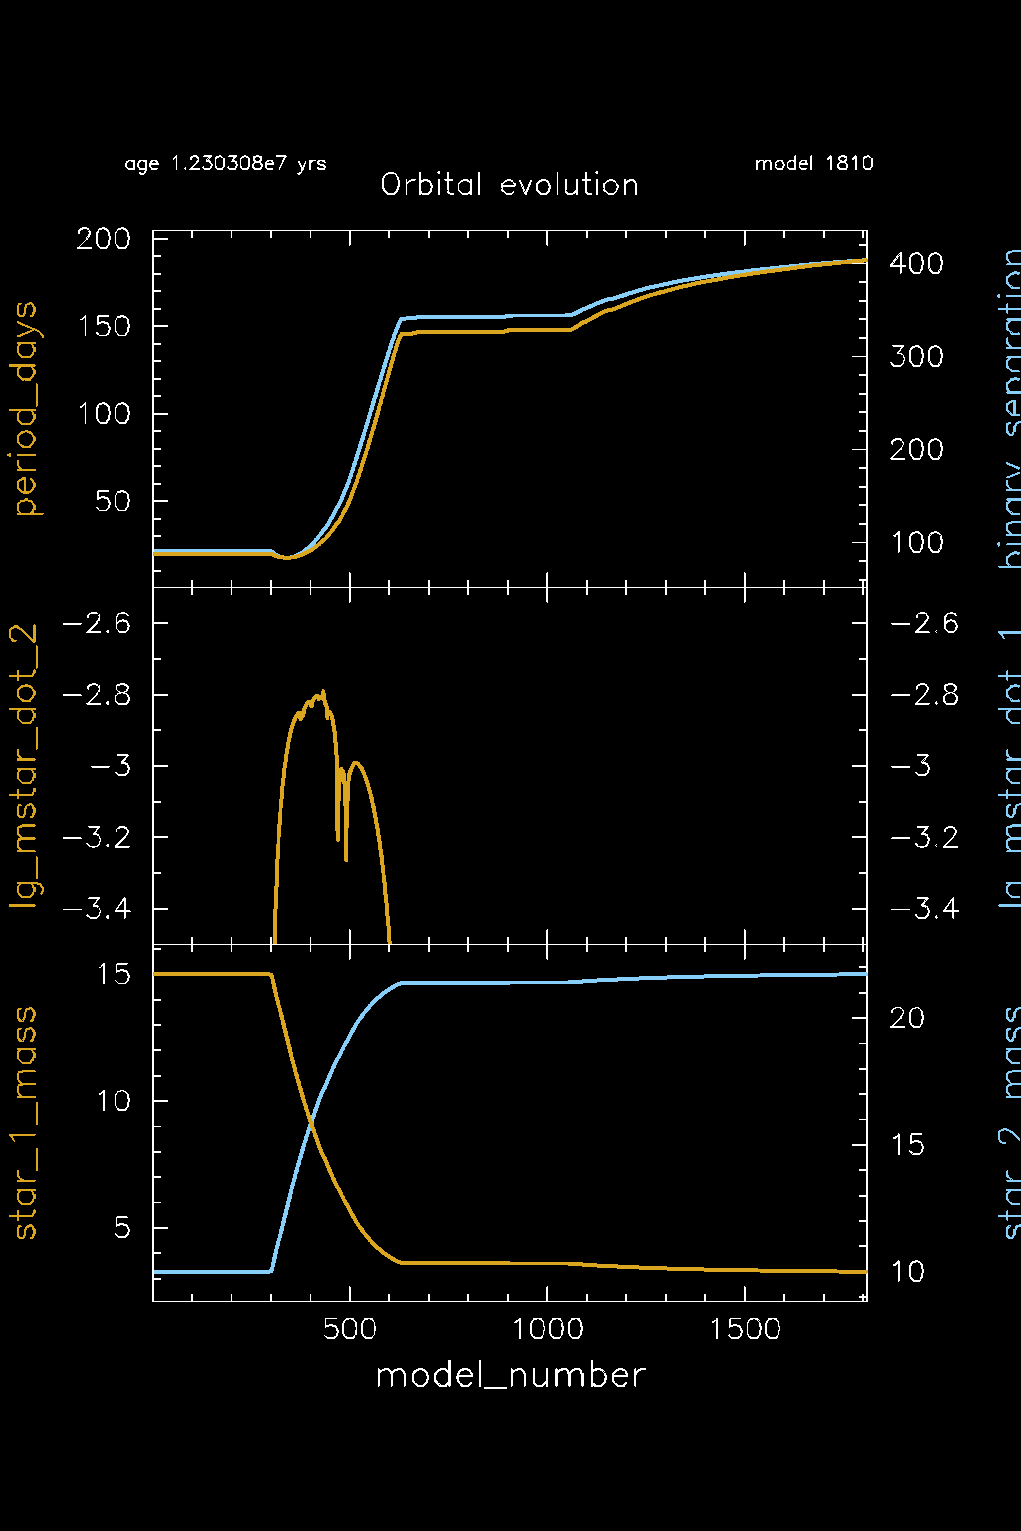 age 1.230308e7 yrs
model 1810
Orbital evolution
period_days
200
150
100
50
400
300
200
100
binary_separation
lg_mstar_dot_2
-2.6
-2.8
-3
-3.2
-3.4
-2.6
-2.8
-3
-3.2
-3.4
lg_mstar_dot_1
star_1_mass
15
10
5
20
15
10
star_2_mass
500
1000
1500
model_number